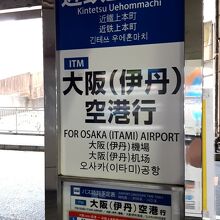 Kintetsu Uehommachi
近鉄上本町
近铁上本町
긴테쓰 우에혼마치
ITM
大阪(伊丹)
空港行
FOR OSAKA (ITAMI) AIRPORT
大阪(伊丹)機場
大阪(伊丹)机场
오사카(이타미)공항
大阪(伊丹)
空港行